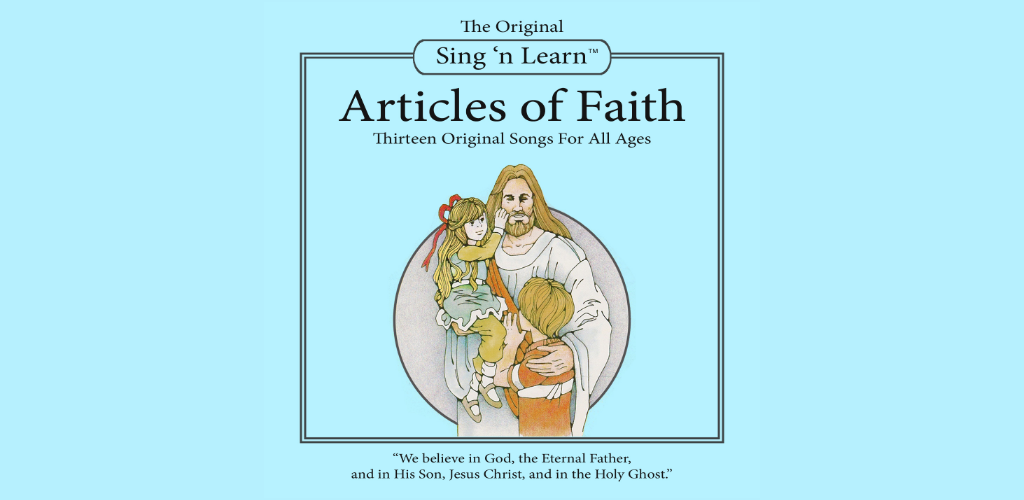 The Original
Sing ‘n Learn™
Articles of Faith
Thirteen Original Songs For All Ages
“We believe in God, the Eternal Father,
and in His Son, Jesus Christ, and in the Holy Ghost.”